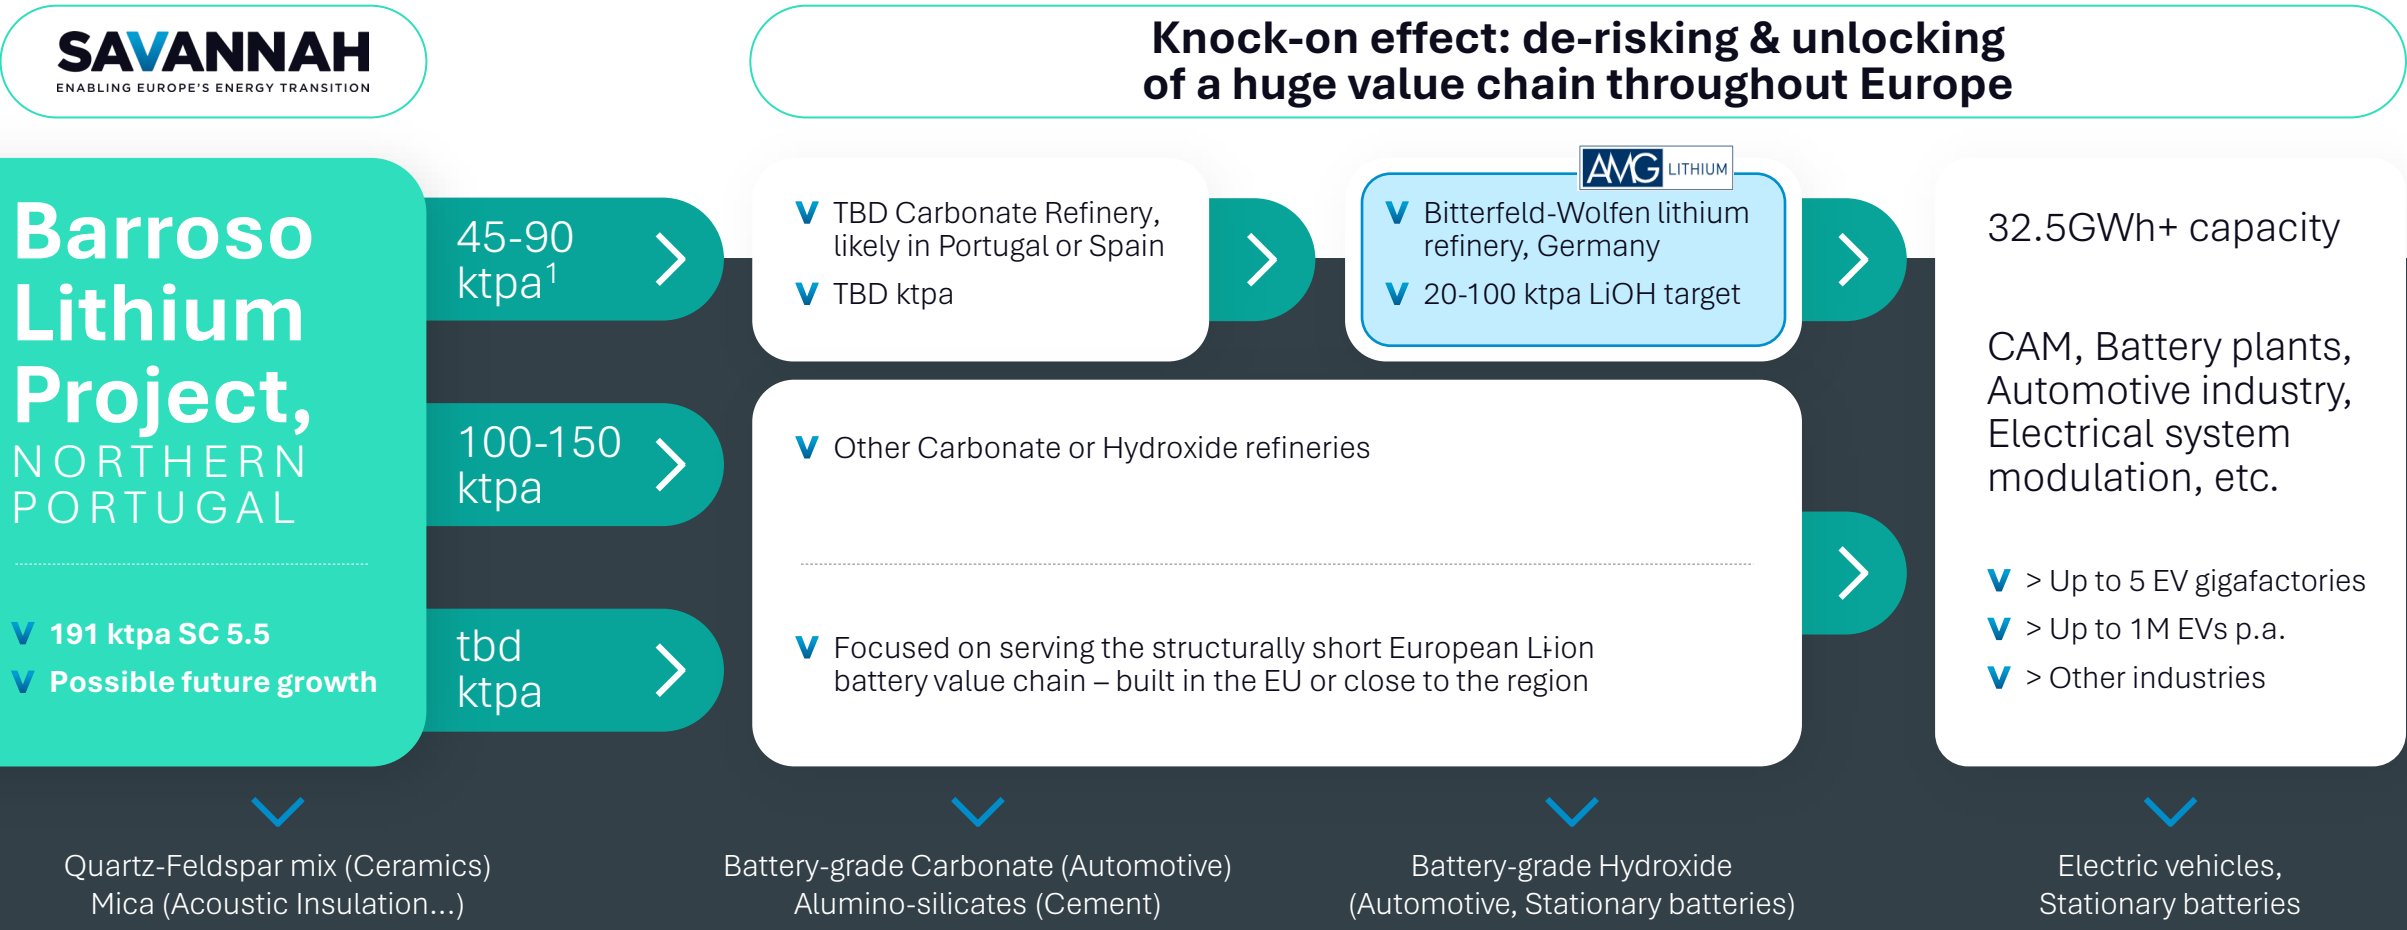 SAVANNAH
ENABLING EUROPE'S ENERGY TRANSITION
Knock-on effect: de-risking & unlocking
of a huge value chain throughout Europe
Barroso
Lithium
Project,
NORTHERN
PORTUGAL
191 ktpa SC 5.5
Possible future growth
45-90
ktpa¹
100-150
ktpa
tbd
ktpa
TBD Carbonate Refinery,
likely in Portugal or Spain
TBD ktpa
AMG LITHIUM
Bitterfeld-Wolfen lithium
refinery, Germany
20-100 ktpa LiOH target
Other Carbonate or Hydroxide refineries
Focused on serving the structurally short European Li-ion
battery value chain – built in the EU or close to the region
32.5GWh+ capacity
CAM, Battery plants,
Automotive industry,
Electrical system
modulation, etc.
> Up to 5 EV gigafactories
> Up to 1M EVs p.a.
> Other industries
Quartz-Feldspar mix (Ceramics)
Mica (Acoustic Insulation...)
Battery-grade Carbonate (Automotive)
Alumino-silicates (Cement)
Battery-grade Hydroxide
(Automotive, Stationary batteries)
Electric vehicles,
Stationary batteries